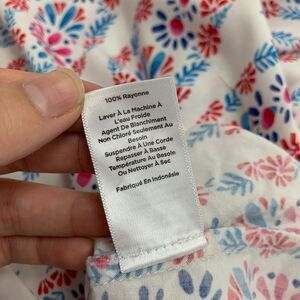 100% Rayonne
Laver À La Machine À
L'eau Froide
Agent De Blanchiment
Non Chloré Seulement Au
Besoin
Suspendre À Une Corde
Repasser À Basse
Température Au Besoin
Ou Nettoyer À Sec
Fabriqué En Indonésie